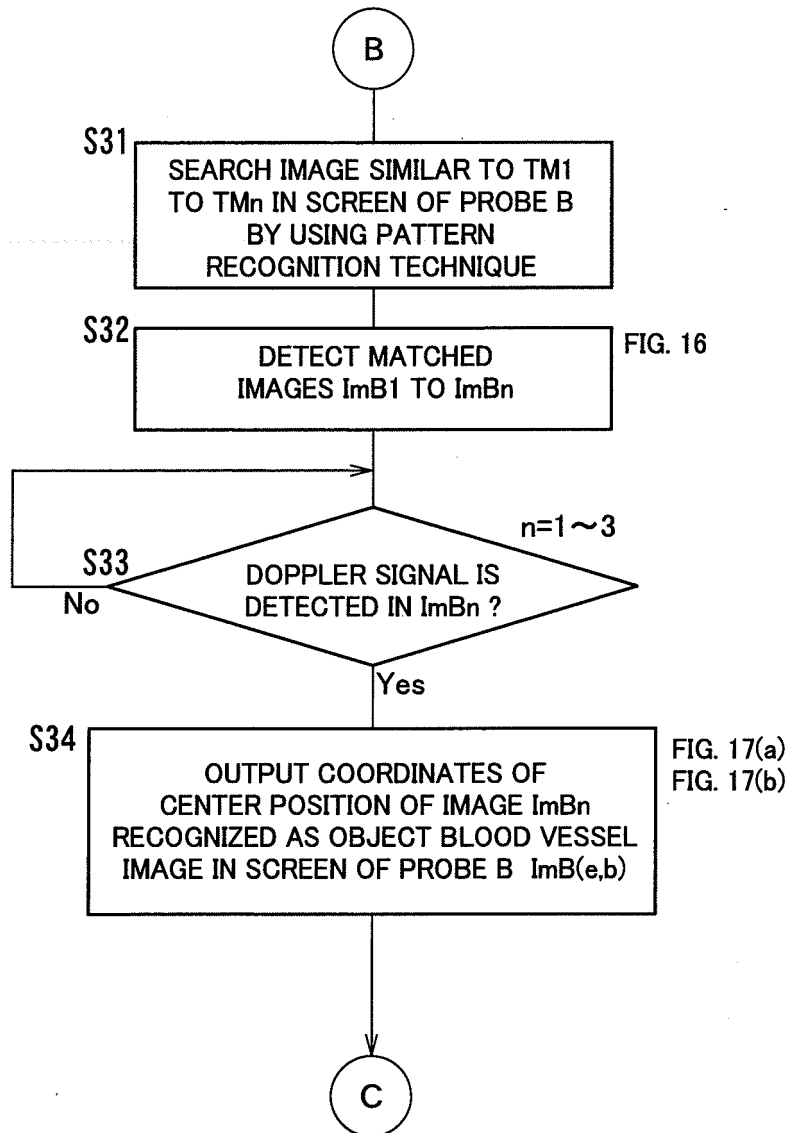 B
S31
SEARCH IMAGE SIMILAR TO TM1
TO TMn IN SCREEN OF PROBE B
BY USING PATTERN
RECOGNITION TECHNIQUE
S32
DETECT MATCHED
IMAGES ImB1 TO ImBn
FIG. 16
n=1～3
S33
DOPPLER SIGNAL IS
DETECTED IN ImBn ?
No
Yes
S34
OUTPUT COORDINATES OF
CENTER POSITION OF IMAGE ImBn
RECOGNIZED AS OBJECT BLOOD VESSEL
IMAGE IN SCREEN OF PROBE B ImB(e,b)
FIG. 17(a)
FIG. 17(b)
C